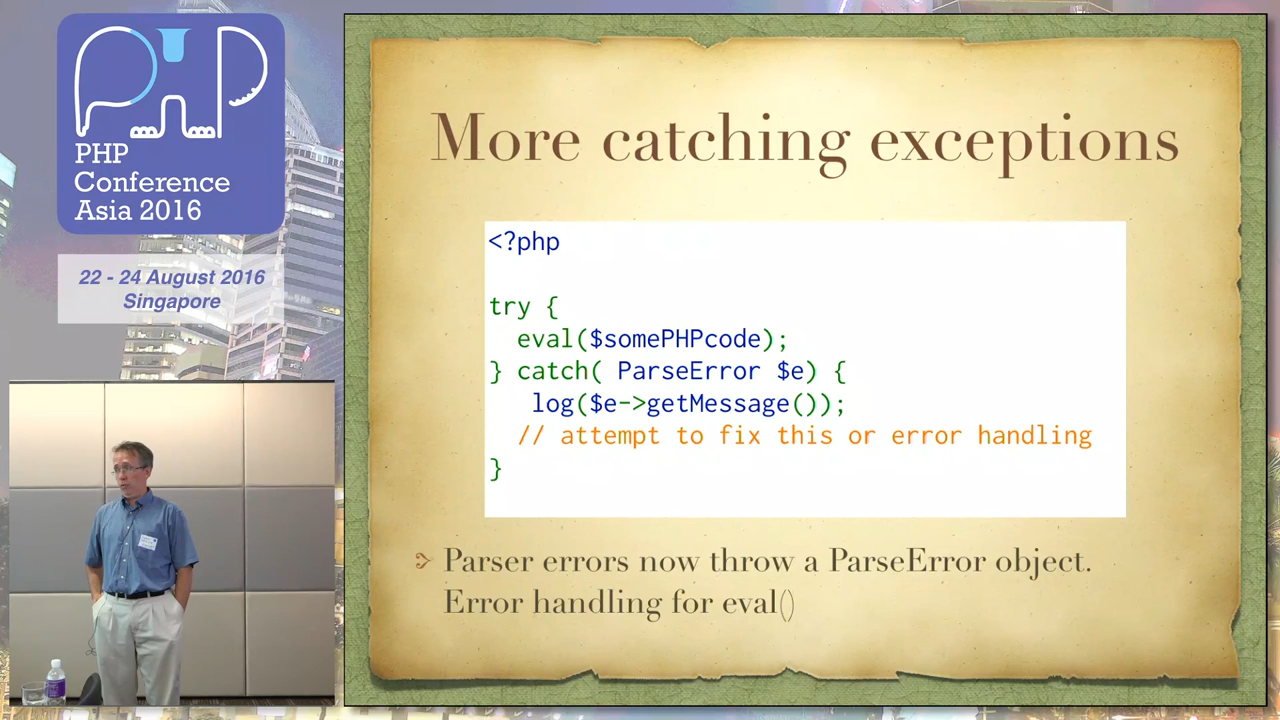 PHP
PHP
Conference
Asia 2016
22 - 24 August 2016
Singapore
More catching exceptions
<?php
try {
  eval($somePHPcode);
} catch( ParseError $e) {
   log($e->getMessage());
  // attempt to fix this or error handling
}
Parser errors now throw a ParseError object.
Error handling for eval()